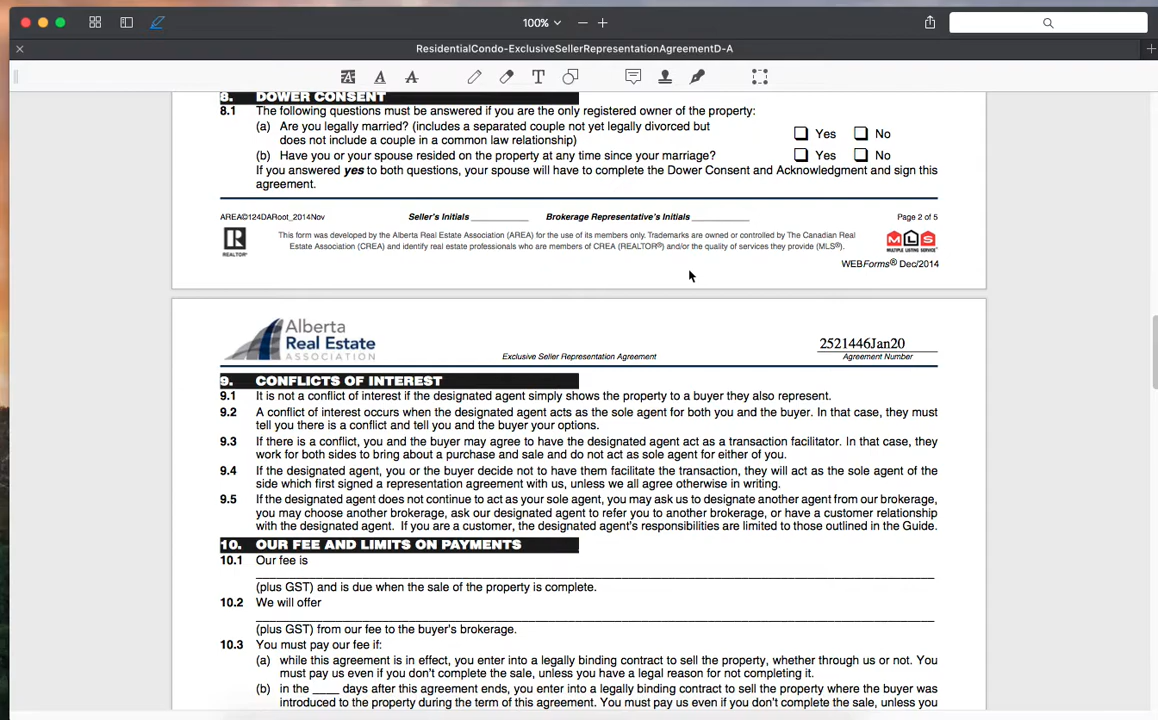 100%
ResidentialCondo-ExclusiveSellerRepresentationAgreementD-A
8. DOWER CONSENT
8.1 The following questions must be answered if you are the only registered owner of the property:
(a) Are you legally married? (includes a separated couple not yet legally divorced but
does not include a couple in a common law relationship) Yes No
(b) Have you or your spouse resided on the property at any time since your marriage? Yes No
If you answered yes to both questions, your spouse will have to complete the Dower Consent and Acknowledgment and sign this
agreement.
AREA©124DARoot_2014Nov Seller's Initials ____________ Brokerage Representative's Initials ____________ Page 2 of 5
This form was developed by the Alberta Real Estate Association (AREA) for the use of its members only. Trademarks are owned or controlled by The Canadian Real
Estate Association (CREA) and identify real estate professionals who are members of CREA (REALTOR®) and/or the quality of services they provide (MLS®).
REALTOR
MLS
MULTIPLE LISTING SERVICE
WEBForms® Dec/2014
Alberta
Real Estate
ASSOCIATION
Exclusive Seller Representation Agreement
2521446Jan20
Agreement Number
9. CONFLICTS OF INTEREST
9.1 It is not a conflict of interest if the designated agent simply shows the property to a buyer they also represent.
9.2 A conflict of interest occurs when the designated agent acts as the sole agent for both you and the buyer. In that case, they must
tell you there is a conflict and tell you and the buyer your options.
9.3 If there is a conflict, you and the buyer may agree to have the designated agent act as a transaction facilitator. In that case, they
work for both sides to bring about a purchase and sale and do not act as sole agent for either of you.
9.4 If the designated agent, you or the buyer decide not to have them facilitate the transaction, they will act as the sole agent of the
side which first signed a representation agreement with us, unless we all agree otherwise in writing.
9.5 If the designated agent does not continue to act as your sole agent, you may ask us to designate another agent from our brokerage,
you may choose another brokerage, ask our designated agent to refer you to another brokerage, or have a customer relationship
with the designated agent. If you are a customer, the designated agent's responsibilities are limited to those outlined in the Guide.
10. OUR FEE AND LIMITS ON PAYMENTS
10.1 Our fee is
(plus GST) and is due when the sale of the property is complete.
10.2 We will offer
(plus GST) from our fee to the buyer's brokerage.
10.3 You must pay our fee if:
(a) while this agreement is in effect, you enter into a legally binding contract to sell the property, whether through us or not. You
must pay us even if you don't complete the sale, unless you have a legal reason for not completing it.
(b) in the ____ days after this agreement ends, you enter into a legally binding contract to sell the property where the buyer was
introduced to the property during the term of this agreement. You must pay us even if you don't complete the sale, unless you